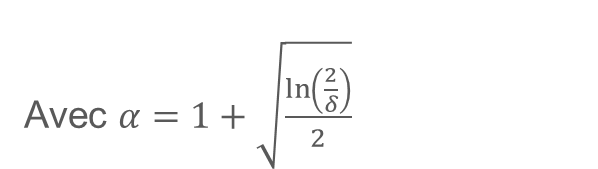 Avec α = 1 + √(ln(2/δ)/2)